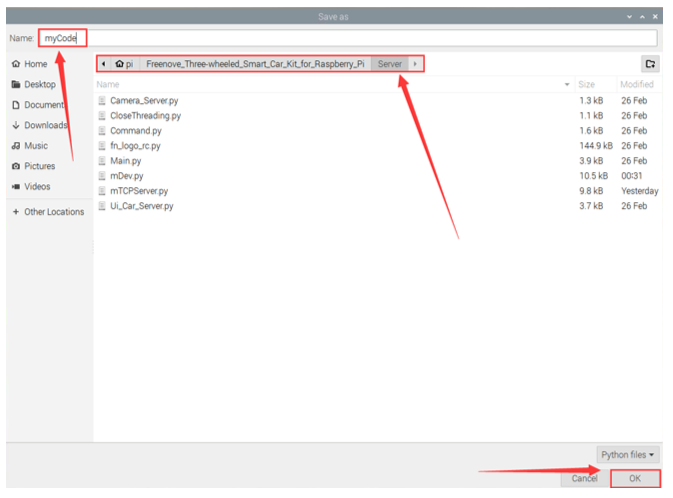 Save as
Name: myCode
Home
pi Freenove_Three-wheeled_Smart_Car_Kit_for_Raspberry_Pi Server
Desktop
Name Size Modified
Documents
Camera_Server.py 1.3 kB 26 Feb
CloseThreading.py 1.1 kB 26 Feb
Downloads
Command.py 1.6 kB 26 Feb
Music
fn_logo_rc.py 144.9 kB 26 Feb
Pictures
Main.py 3.9 kB 26 Feb
Videos
mDev.py 10.5 kB 00:31
mTCPServer.py 9.8 kB Yesterday
+ Other Locations
Ui_Car_Server.py 3.7 kB 26 Feb
Python files
Cancel OK